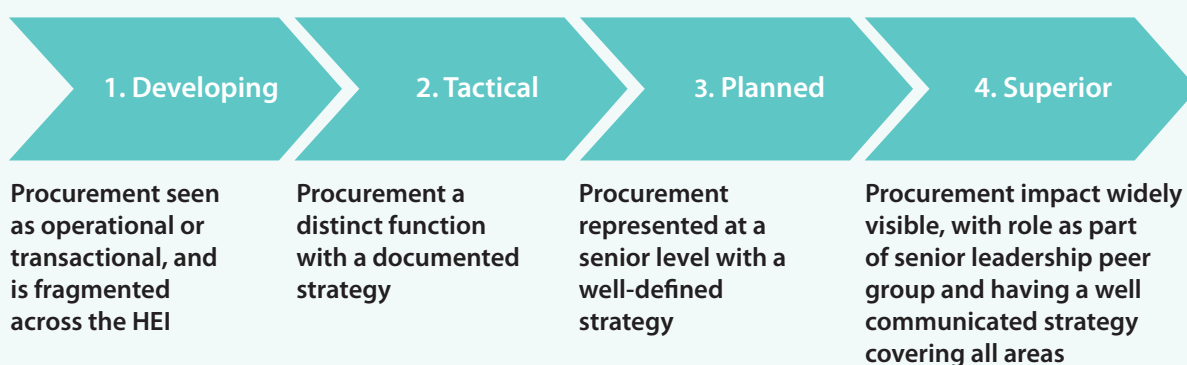 1. Developing
2. Tactical
3. Planned
4. Superior
Procurement seen
as operational or
transactional, and
is fragmented
across the HEI
Procurement a
distinct function
with a documented
strategy
Procurement
represented at a
senior level with a
well-defined
strategy
Procurement impact widely
visible, with role as part
of senior leadership peer
group and having a well
communicated strategy
covering all areas